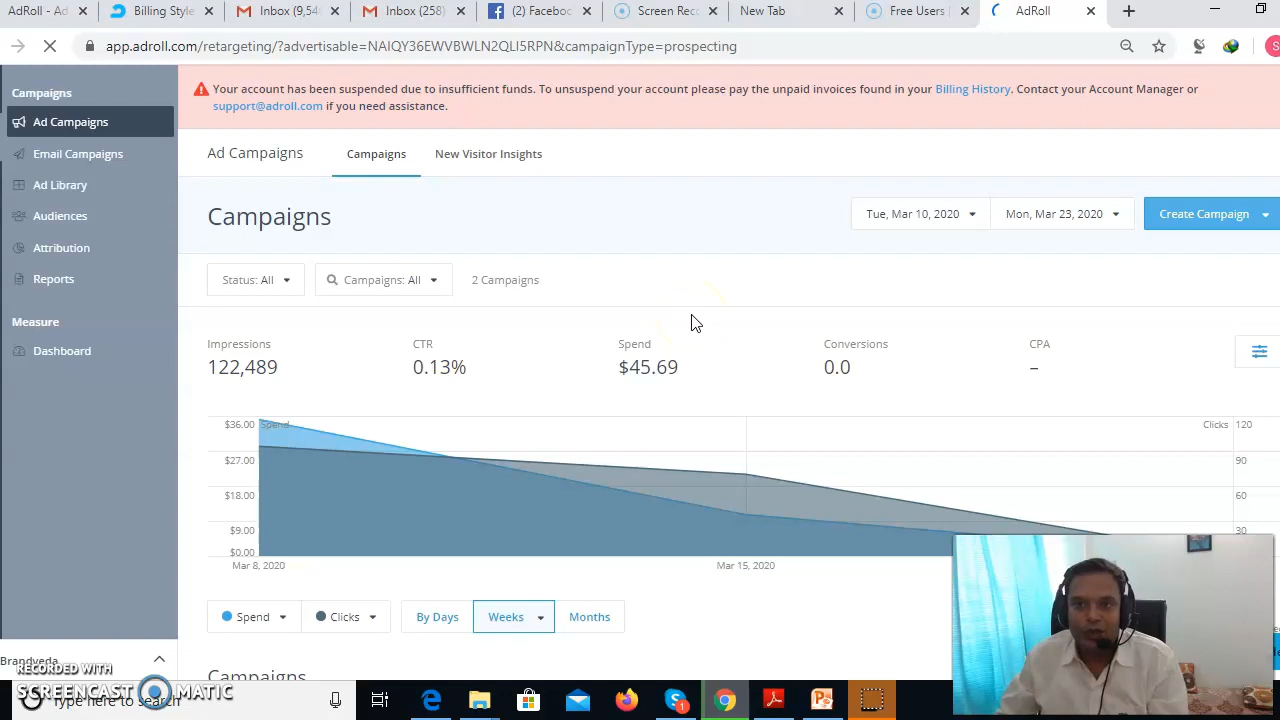 AdRoll - Ad
Billing Style
Inbox (9,54
Inbox (258)
(2) Faceboo
Screen Rec
New Tab
Free Users |
AdRoll
app.adroll.com/retargeting/?advertisable=NAIQY36EWVBWLN2QLI5RPN&campaignType=prospecting
S
Your account has been suspended due to insufficient funds. To unsuspend your account please pay the unpaid invoices found in your Billing History. Contact your Account Manager or
support@adroll.com if you need assistance.
Campaigns
Ad Campaigns
Email Campaigns
Ad Library
Audiences
Attribution
Reports
Measure
Dashboard
Brandveda
Ad Campaigns
Campaigns
New Visitor Insights
Campaigns
Tue, Mar 10, 2020
Mon, Mar 23, 2020
Create Campaign
Status: All
Campaigns: All
2 Campaigns
Impressions
122,489
CTR
0.13%
Spend
$45.69
Conversions
0.0
CPA
–
$36.00
Spend
Clicks
120
$27.00
90
$18.00
60
$9.00
30
$0.00
Mar 8, 2020
Mar 15, 2020
Spend
Clicks
By Days
Weeks
Months
Campaigns
RECORDED WITH
SCREENCAST MATIC
Type here to search
1